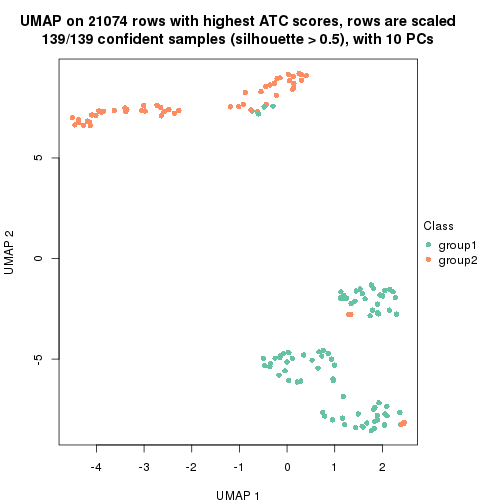 UMAP on 21074 rows with highest ATC scores, rows are scaled
139/139 confident samples (silhouette > 0.5), with 10 PCs
5
0
-5
UMAP 2
Class
group1
group2
-4 -3 -2 -1 0 1 2
UMAP 1